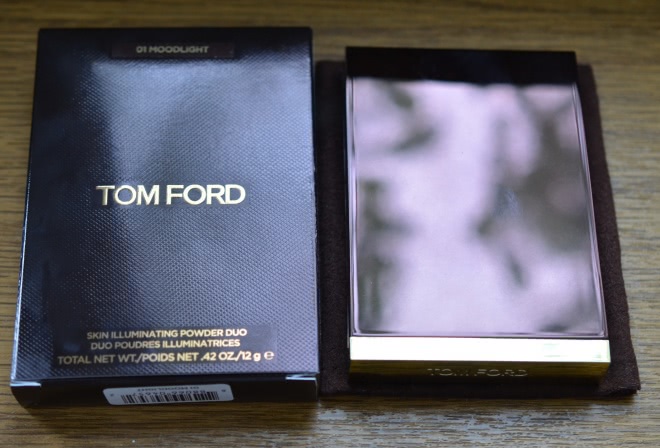 01 MOODLIGHT
TOM FORD
SKIN ILLUMINATING POWDER DUO
DUO POUDRES ILLUMINATRICES
TOTAL NET WT./POIDS NET .42 OZ./12 g ℮
TOM FORD